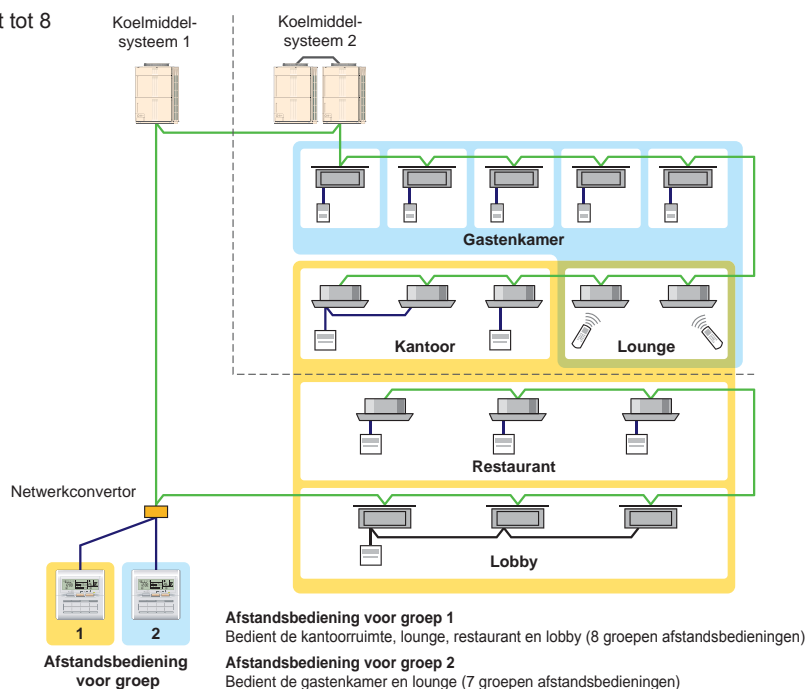 t tot 8
Koelmiddel-
systeem 1
Koelmiddel-
systeem 2
Gastenkamer
Kantoor
Lounge
Restaurant
Netwerkconvertor
Lobby
1
2
Afstandsbediening
voor groep
Afstandsbediening voor groep 1
Bedient de kantoorruimte, lounge, restaurant en lobby (8 groepen afstandsbedieningen)
Afstandsbediening voor groep 2
Bedient de gastenkamer en lounge (7 groepen afstandsbedieningen)